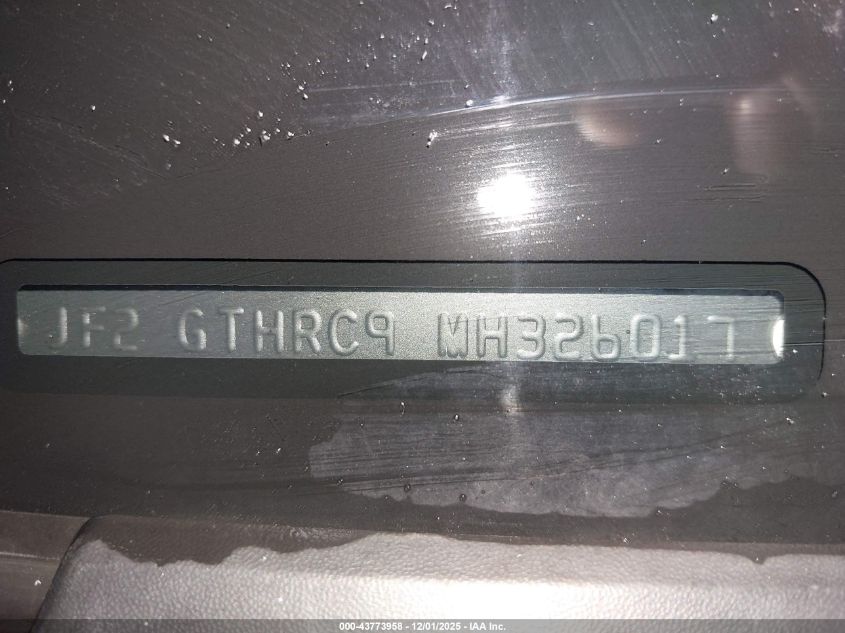 JF2 GTHRC9 MH326017
000-43773958 - 12/01/2025 - IAA Inc.